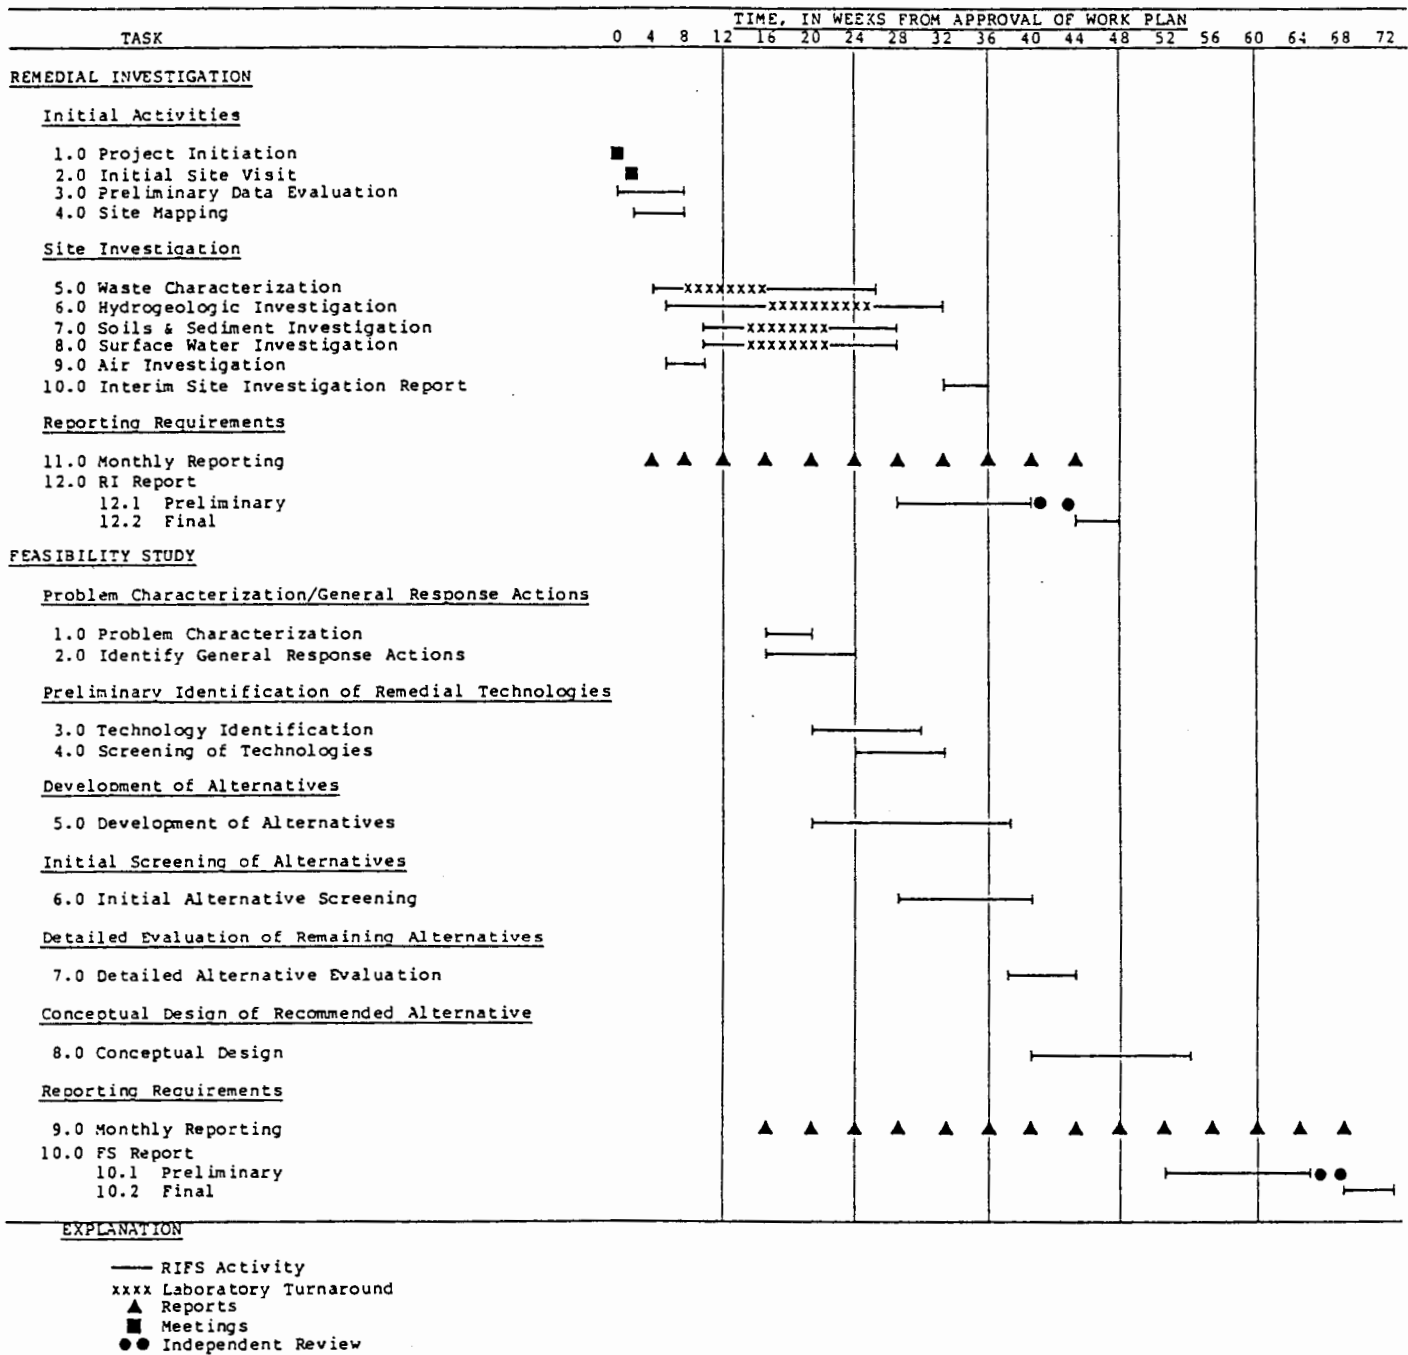 TIME, IN WEEKS FROM APPROVAL OF WORK PLAN
TASK 0 4 8 12 16 20 24 28 32 36 40 44 48 52 56 60 64 68 72
REMEDIAL INVESTIGATION
Initial Activities
1.0 Project Initiation
2.0 Initial Site Visit
3.0 Preliminary Data Evaluation
4.0 Site Mapping
Site Investigation
5.0 Waste Characterization xxxxxxxx
6.0 Hydrogeologic Investigation xxxxxxxxxx
7.0 Soils & Sediment Investigation xxxxxxxx
8.0 Surface Water Investigation xxxxxxxx
9.0 Air Investigation
10.0 Interim Site Investigation Report
Reporting Requirements
11.0 Monthly Reporting
12.0 RI Report
12.1 Preliminary
12.2 Final
FEASIBILITY STUDY
Problem Characterization/General Response Actions
1.0 Problem Characterization
2.0 Identify General Response Actions
Preliminary Identification of Remedial Technologies
3.0 Technology Identification
4.0 Screening of Technologies
Development of Alternatives
5.0 Development of Alternatives
Initial Screening of Alternatives
6.0 Initial Alternative Screening
Detailed Evaluation of Remaining Alternatives
7.0 Detailed Alternative Evaluation
Conceptual Design of Recommended Alternative
8.0 Conceptual Design
Reporting Requirements
9.0 Monthly Reporting
10.0 FS Report
10.1 Preliminary
10.2 Final
EXPLANATION
RIFS Activity
xxxx Laboratory Turnaround
Reports
Meetings
Independent Review